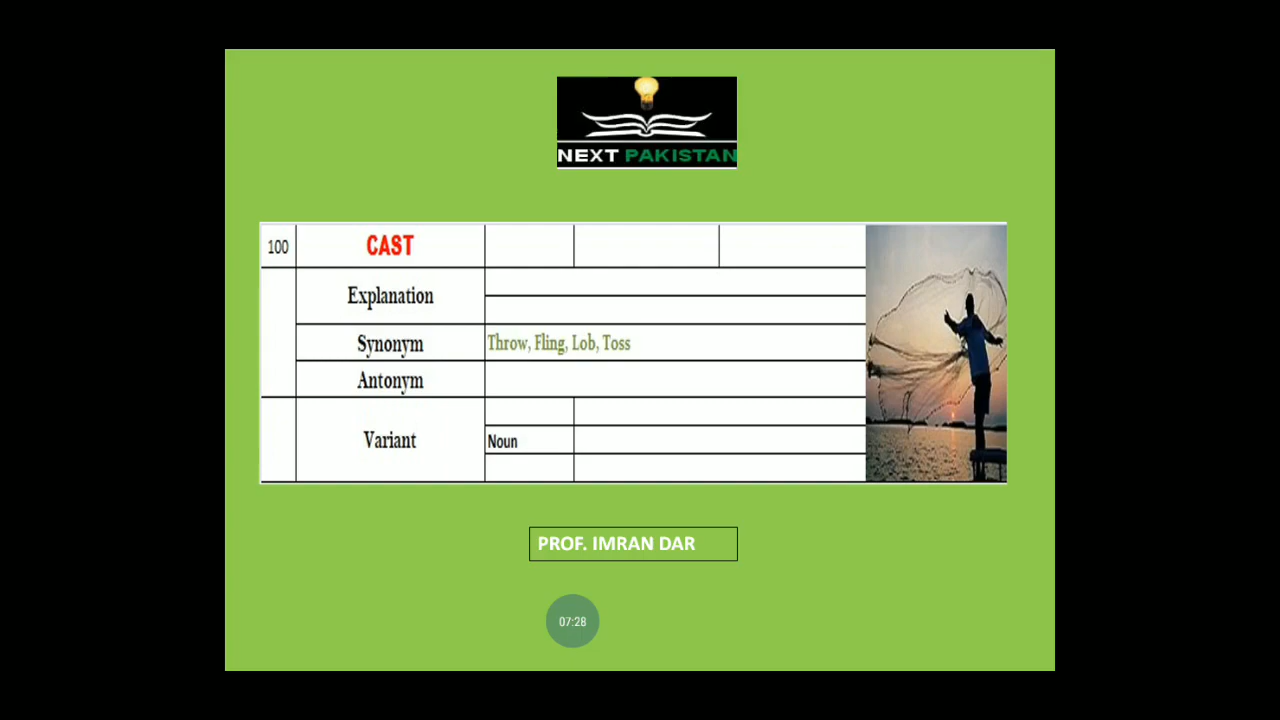 NEXT PAKISTAN
100 CAST
Explanation
Synonym Throw, Fling, Lob, Toss
Antonym
Variant Noun
PROF. IMRAN DAR
07:28